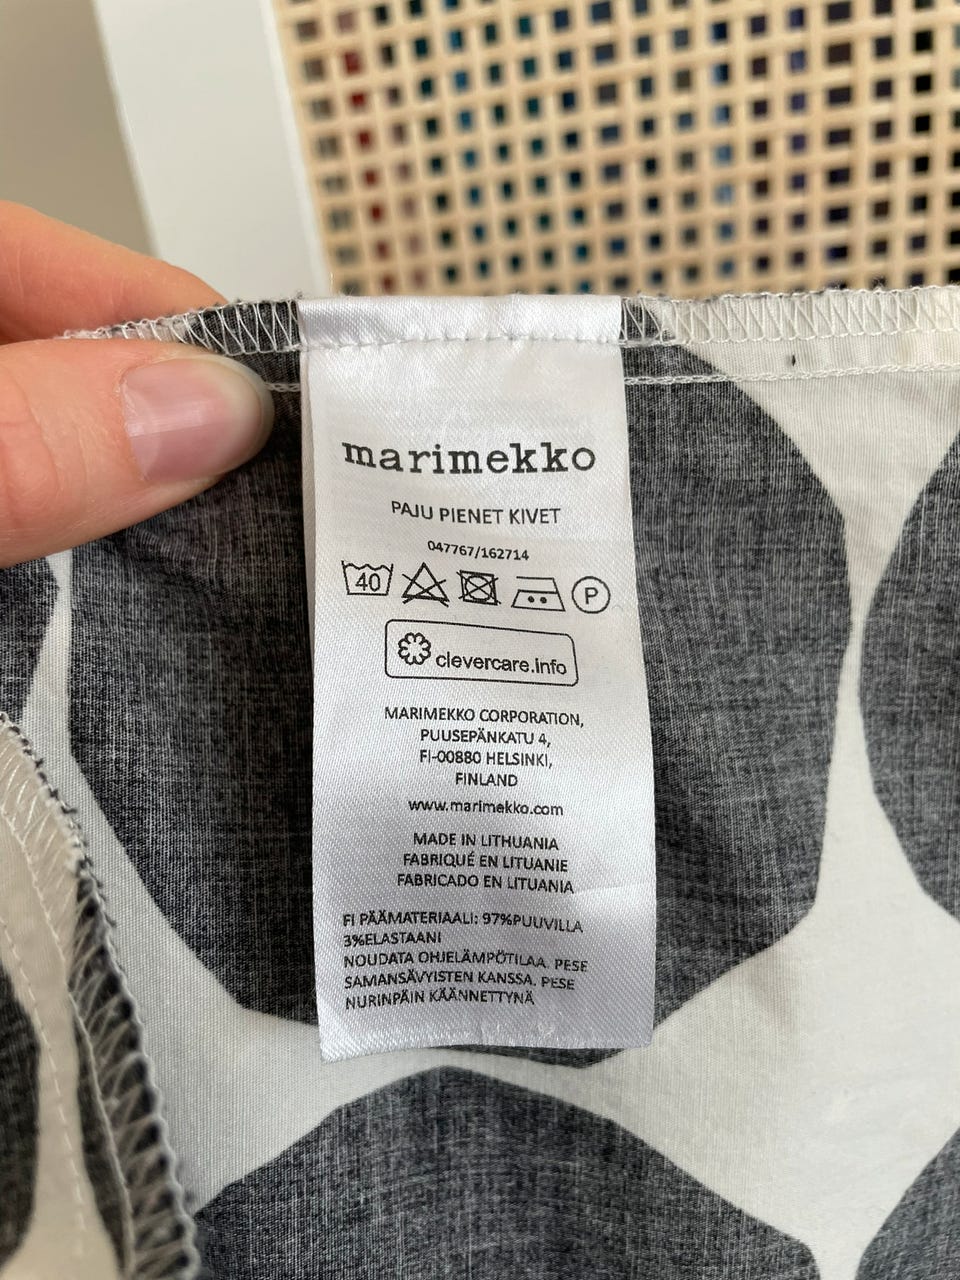 marimekko
PAJU PIENET KIVET
047767/162714
40 P
clevercare.info
MARIMEKKO CORPORATION,
PUUSEPÄNKATU 4,
FI-00880 HELSINKI,
FINLAND
www.marimekko.com
MADE IN LITHUANIA
FABRIQUÉ EN LITUANIE
FABRICADO EN LITUANIA
FI PÄÄMATERIAALI: 97%PUUVILLA
3%ELASTAANI
NOUDATA OHJELÄMPÖTILAA. PESE
SAMANSÄVYISTEN KANSSA. PESE
NURINPÄIN KÄÄNNETTYNÄ